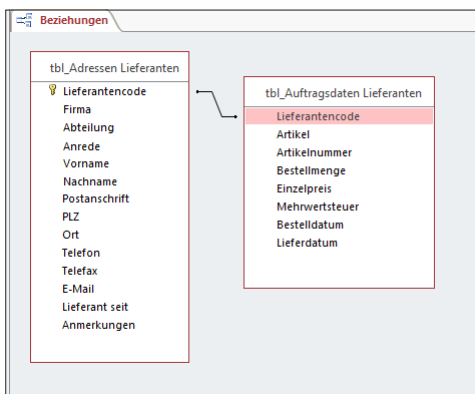 Beziehungen
tbl_Adressen Lieferanten
Lieferantencode
Firma
Abteilung
Anrede
Vorname
Nachname
Postanschrift
PLZ
Ort
Telefon
Telefax
E-Mail
Lieferant seit
Anmerkungen
tbl_Auftragsdaten Lieferanten
Lieferantencode
Artikel
Artikelnummer
Bestellmenge
Einzelpreis
Mehrwertsteuer
Bestelldatum
Lieferdatum